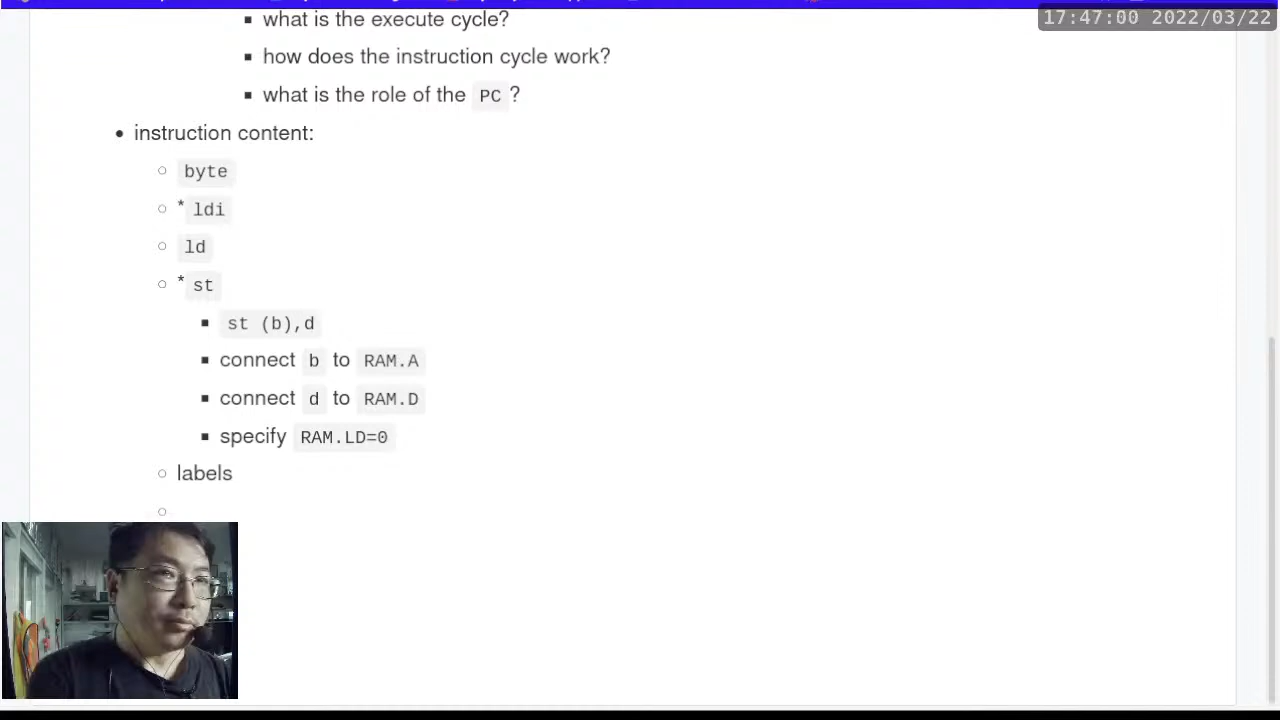 17:47:00 2022/03/22
what is the execute cycle?
how does the instruction cycle work?
what is the role of the PC ?
instruction content:
byte
* ldi
ld
* st
st (b),d
connect b to RAM.A
connect d to RAM.D
specify RAM.LD=0
labels